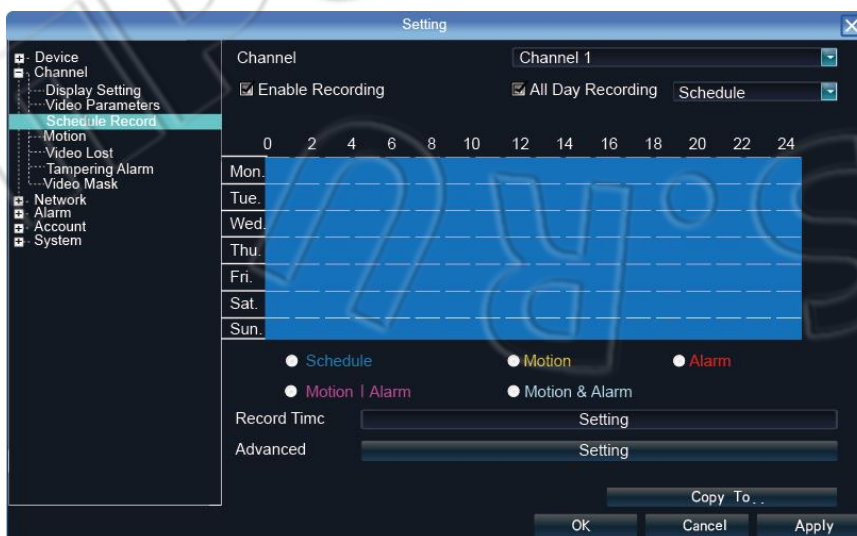 Setting
Device
Channel
Display Setting
Video Parameters
Schedule Record
Motion
Video Lost
Tampering Alarm
Video Mask
Network
Alarm
Account
System
Channel Channel 1
Enable Recording All Day Recording Schedule
0 2 4 6 8 10 12 14 16 18 20 22 24
Mon.
Tue.
Wed.
Thu.
Fri.
Sat.
Sun.
Schedule Motion Alarm
Motion | Alarm Motion & Alarm
Record Timc Setting
Advanced Setting
Copy To..
OK Cancel Apply